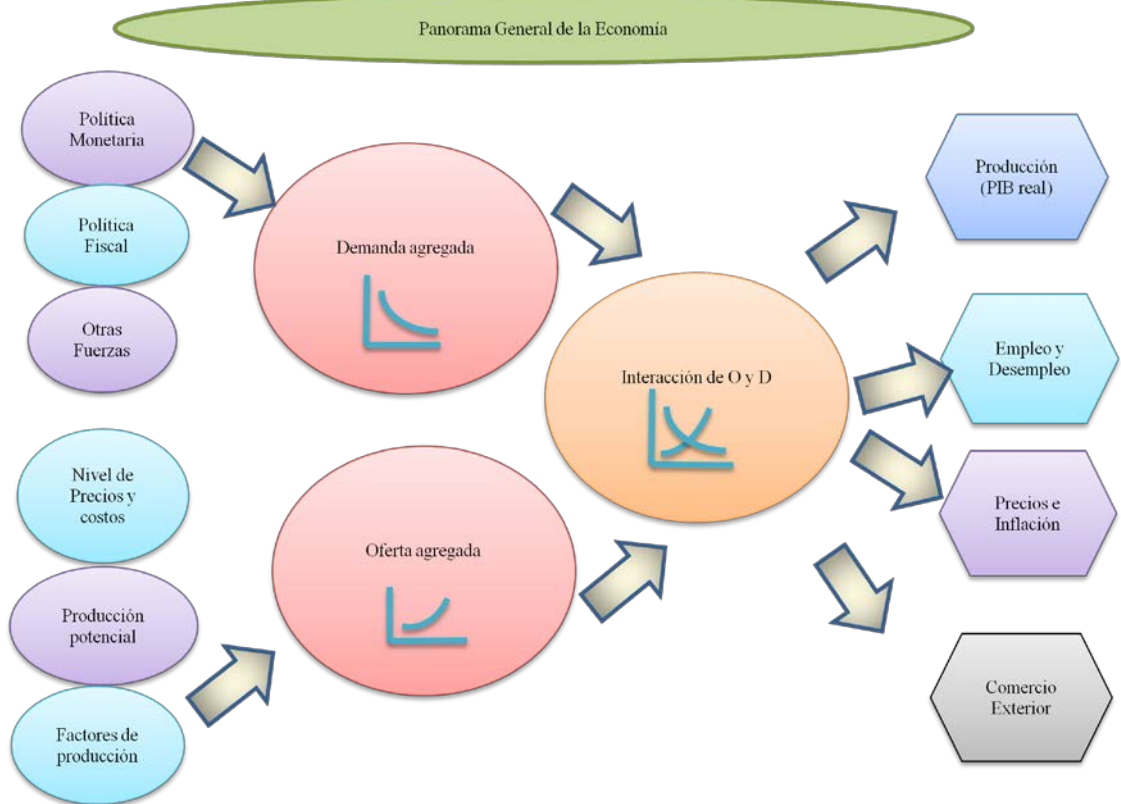 Panorama General de la Economía
Política
Monetaria
Política
Fiscal
Otras
Fuerzas
Nivel de
Precios y
costos
Producción
potencial
Factores de
producción
Demanda agregada
Oferta agregada
Interacción de O y D
Producción
(PIB real)
Empleo y
Desempleo
Precios e
Inflación
Comercio
Exterior